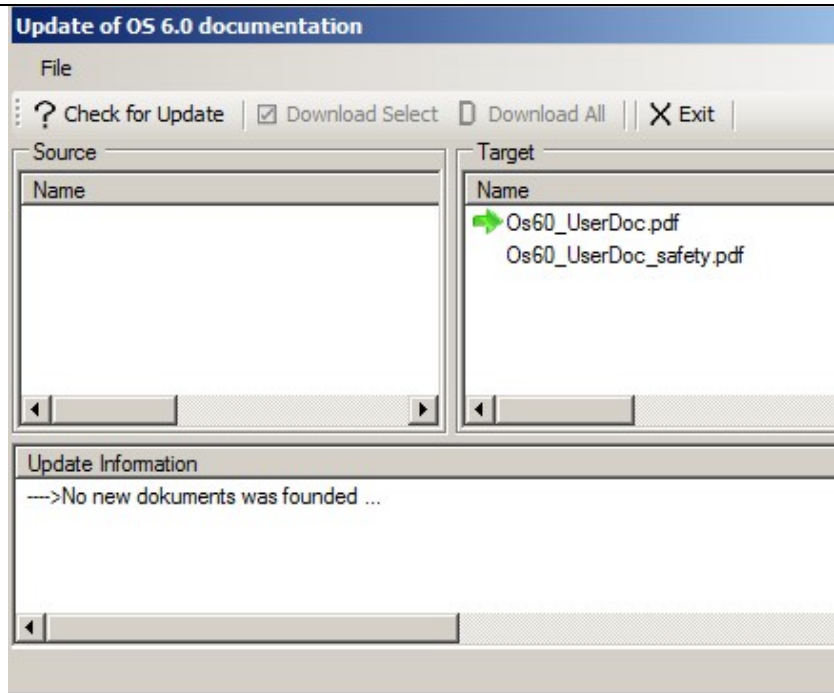 Update of OS 6.0 documentation
File
? Check for Update Download Select Download All X Exit
Source
Target
Name
Name
Os60_UserDoc.pdf
Os60_UserDoc_safety.pdf
Update Information
---->No new dokuments was founded ...